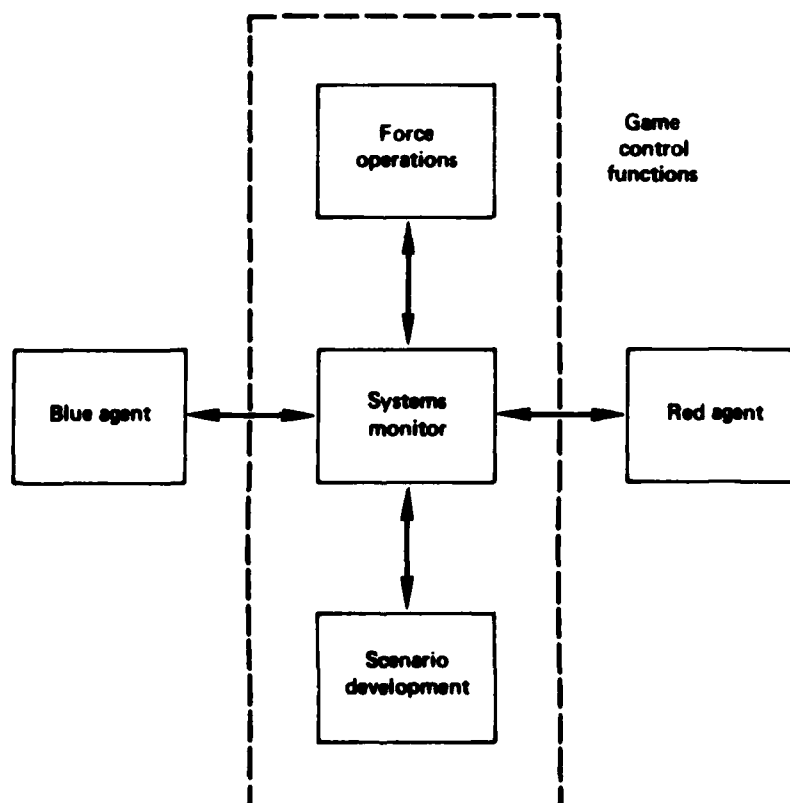 Force
operations
Game
control
functions
Blue agent
Systems
monitor
Red agent
Scenario
development